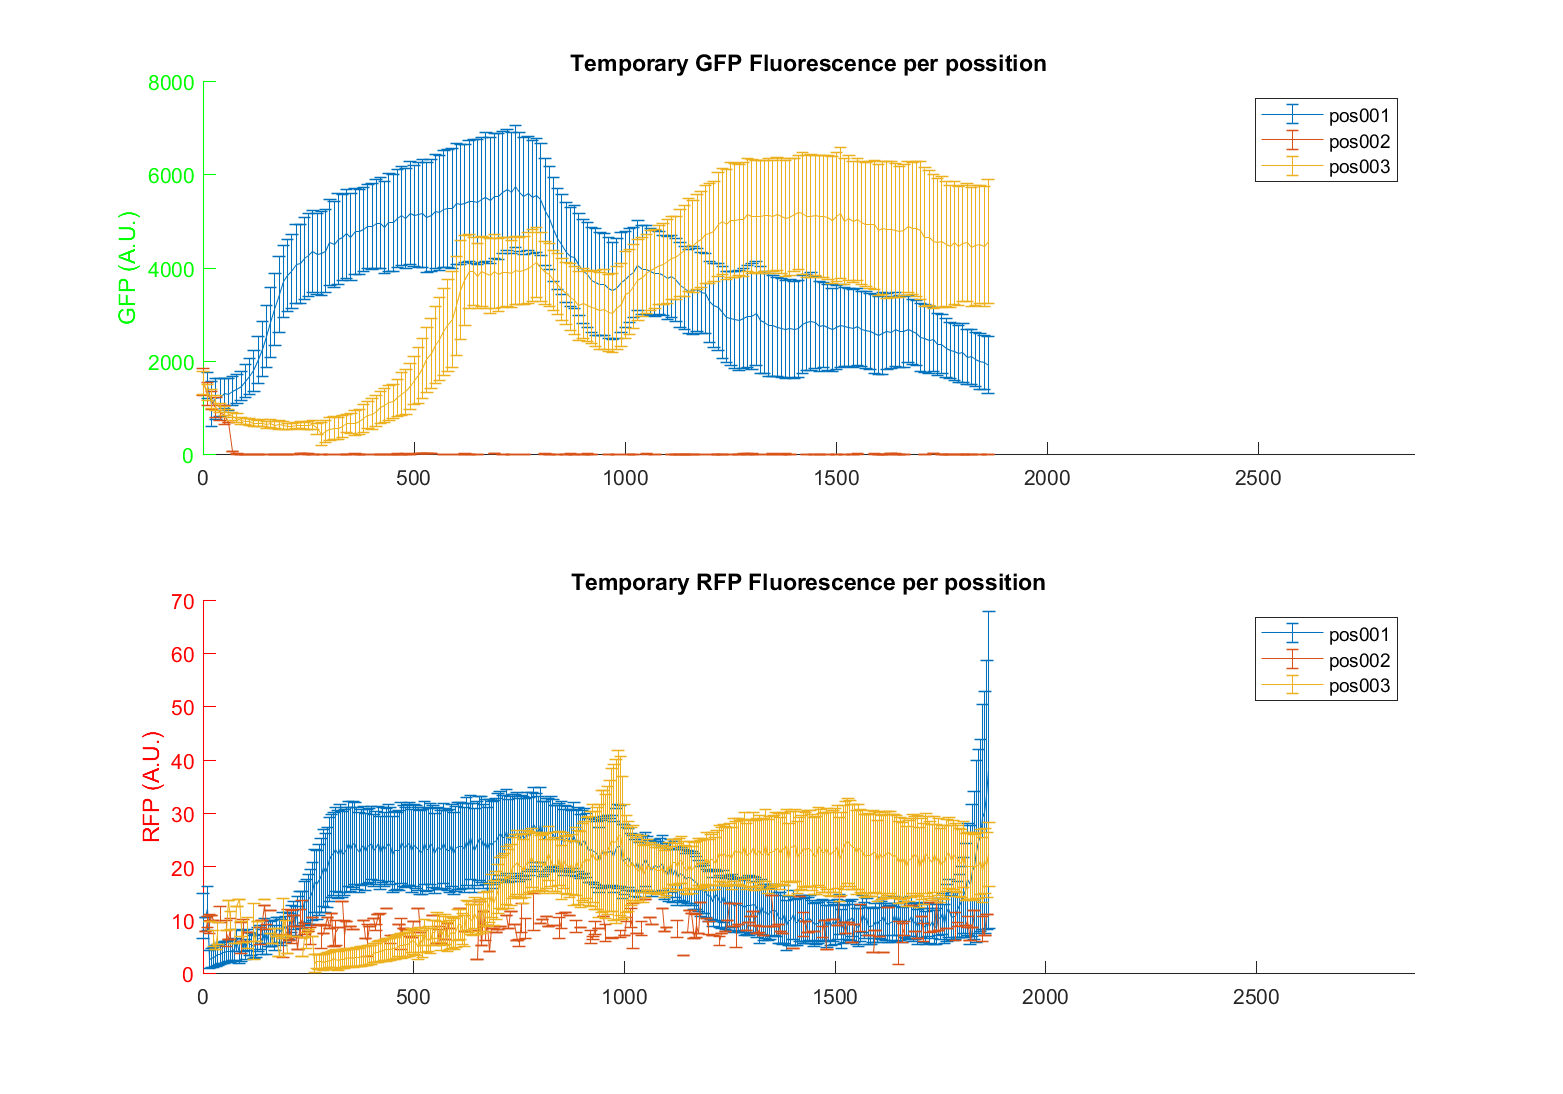 Temporary GFP Fluorescence per possition
8000
6000
4000
2000
0
GFP (A.U.)
0 500 1000 1500 2000 2500
pos001
pos002
pos003
Temporary RFP Fluorescence per possition
70
60
50
40
30
20
10
0
RFP (A.U.)
0 500 1000 1500 2000 2500
pos001
pos002
pos003